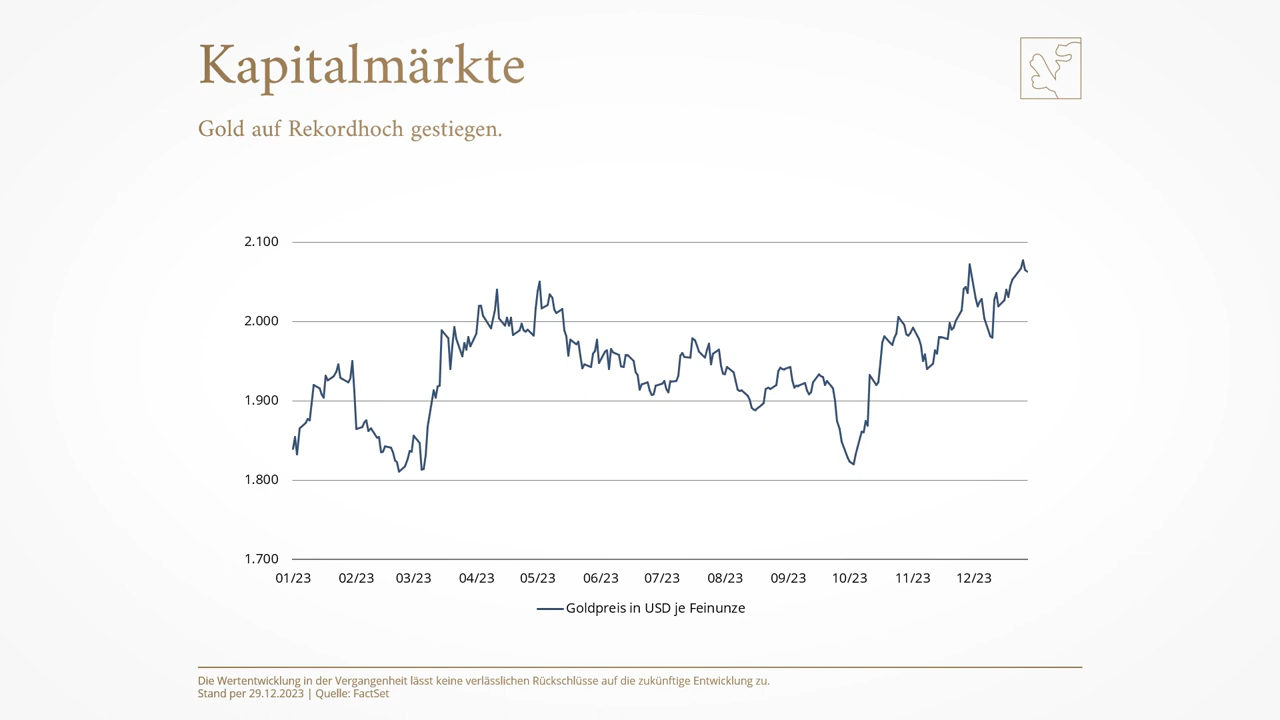 Kapitalmärkte
Gold auf Rekordhoch gestiegen.
2.100
2.000
1.900
1.800
1.700
01/23 02/23 03/23 04/23 05/23 06/23 07/23 08/23 09/23 10/23 11/23 12/23
Goldpreis in USD je Feinunze
Die Wertentwicklung in der Vergangenheit lässt keine verlässlichen Rückschlüsse auf die zukünftige Entwicklung zu.
Stand per 29.12.2023 | Quelle: FactSet